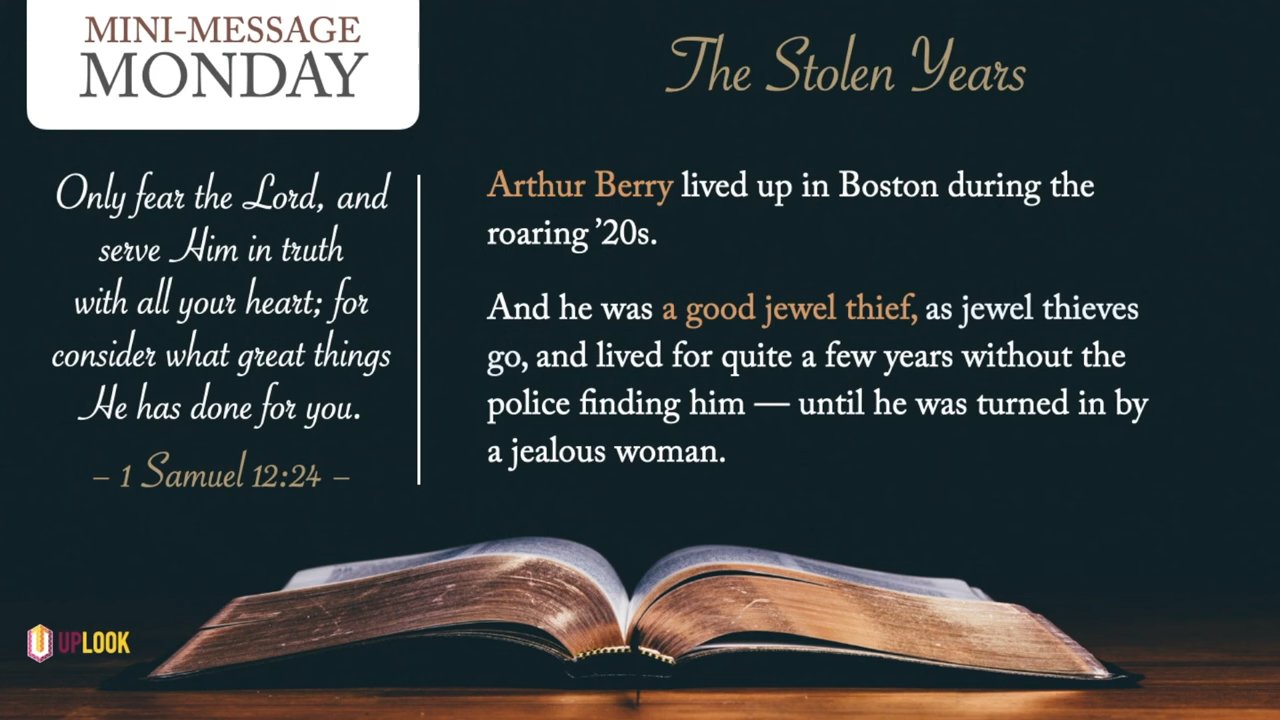 MINI-MESSAGE
MONDAY
The Stolen Years
Only fear the Lord, and
serve Him in truth
with all your heart; for
consider what great things
He has done for you.
– 1 Samuel 12:24 –
Arthur Berry lived up in Boston during the
roaring ’20s.
And he was a good jewel thief, as jewel thieves
go, and lived for quite a few years without the
police finding him — until he was turned in by
a jealous woman.
UPLOOK